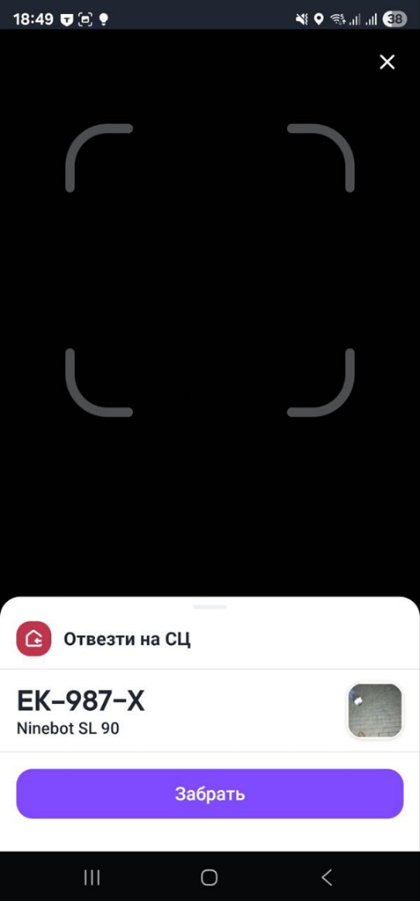 18:49
38
Отвезти на СЦ
EK-987-X
Ninebot SL 90
Забрать